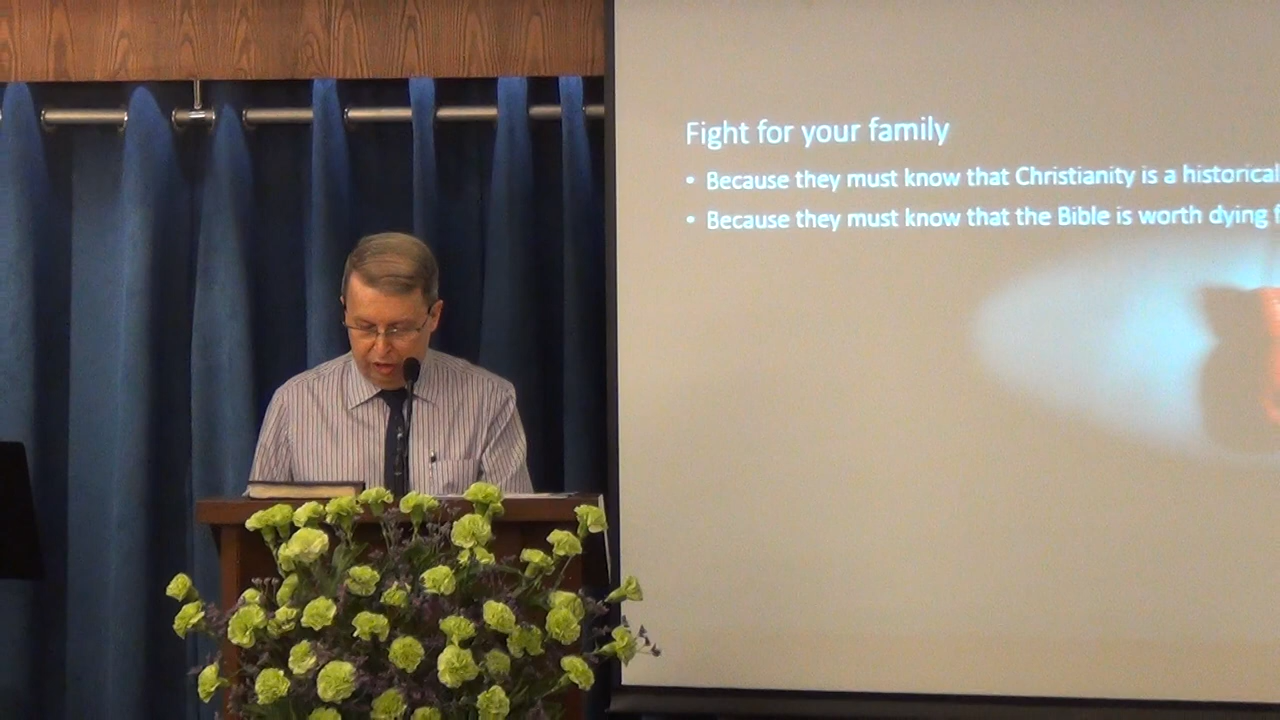 Fight for your family
• Because they must know that Christianity is a historical
• Because they must know that the Bible is worth dying